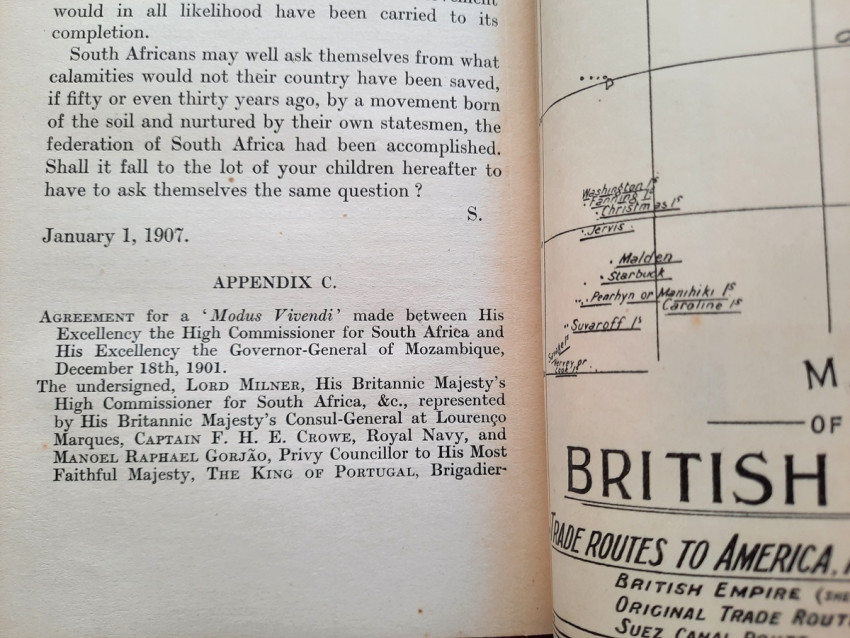 would in all likelihood have been carried to its
completion.
South Africans may well ask themselves from what
calamities would not their country have been saved,
if fifty or even thirty years ago, by a movement born
of the soil and nurtured by their own statesmen, the
federation of South Africa had been accomplished.
Shall it fall to the lot of your children hereafter to
have to ask themselves the same question ?
S.
January 1, 1907.
APPENDIX C.
AGREEMENT for a 'Modus Vivendi' made between His
Excellency the High Commissioner for South Africa and
His Excellency the Governor-General of Mozambique,
December 18th, 1901.
The undersigned, LORD MILNER, His Britannic Majesty's
High Commissioner for South Africa, &c., represented
by His Britannic Majesty's Consul-General at Lourenço
Marques, CAPTAIN F. H. E. CROWE, Royal Navy, and
MANOEL RAPHAEL GORJÃO, Privy Councillor to His Most
Faithful Majesty, THE KING OF PORTUGAL, Brigadier-
Washington Is
Fanning Is
Christmas Is
Jervis
Malden
Starbuck
Penrhyn or Manihiki Is
Caroline Is
Suvaroff Is
M
OF
BRITISH
TRADE ROUTES TO AMERICA,
BRITISH EMPIRE (SHE
ORIGINAL TRADE ROUT
SUEZ CANAL